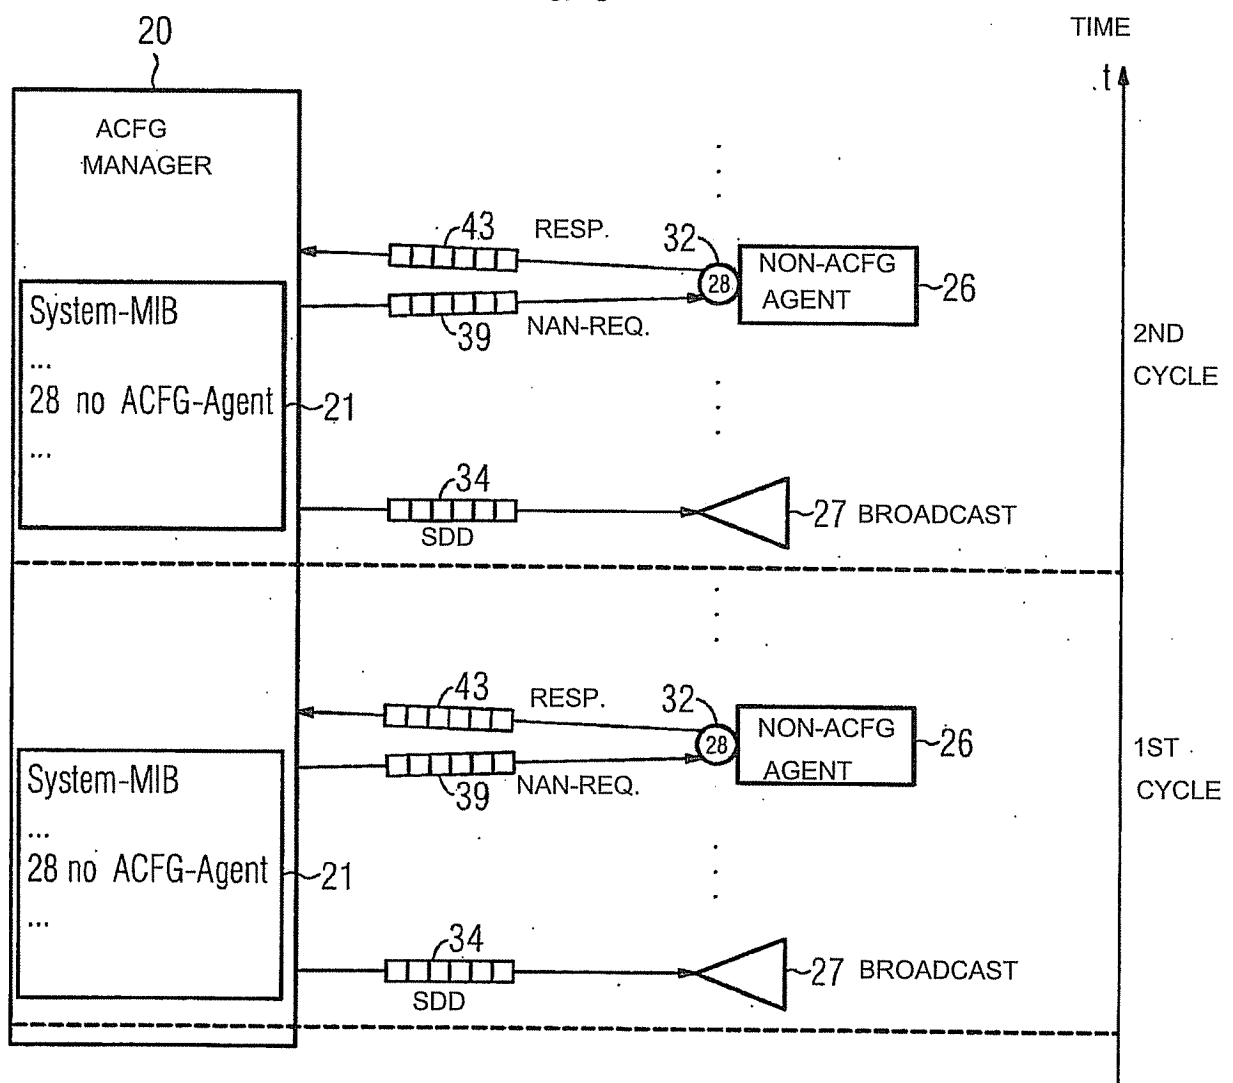 20
TIME
.t
ACFG
MANAGER
43
RESP.
32
28
NON-ACFG
AGENT
26
System-MIB
...
28 no ACFG-Agent
...
21
39
NAN-REQ.
2ND
CYCLE
34
SDD
27 BROADCAST
43
RESP.
32
28
NON-ACFG
AGENT
26
1ST
CYCLE
System-MIB
...
28 no ACFG-Agent
...
21
39
NAN-REQ.
34
SDD
27 BROADCAST